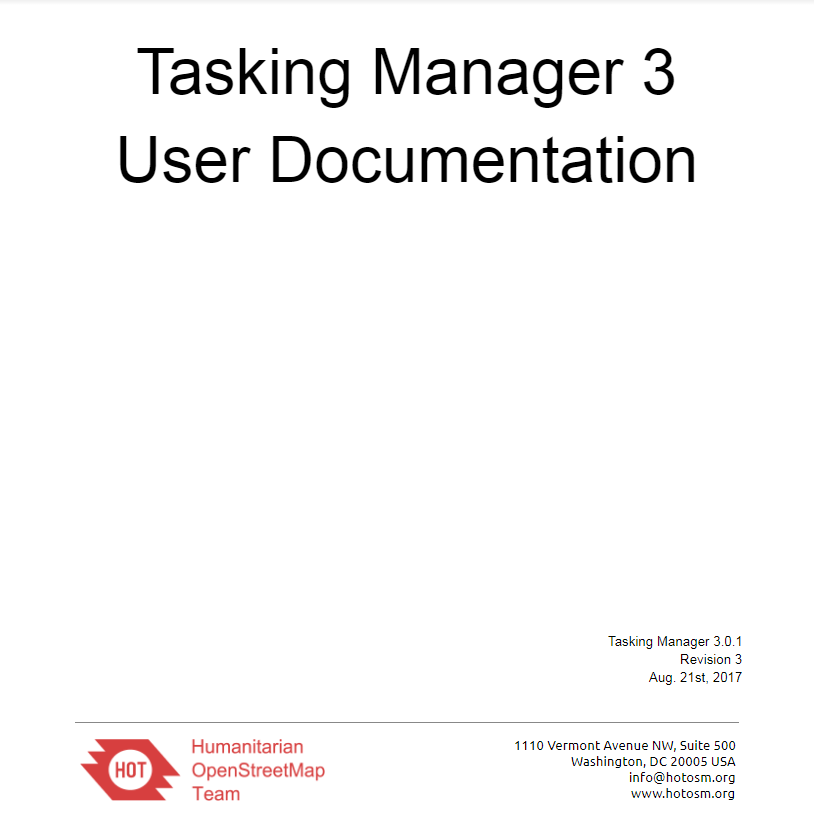 Tasking Manager 3
User Documentation
Tasking Manager 3.0.1
Revision 3
Aug. 21st, 2017
HOT
Humanitarian
OpenStreetMap
Team
1110 Vermont Avenue NW, Suite 500
Washington, DC 20005 USA
info@hotosm.org
www.hotosm.org